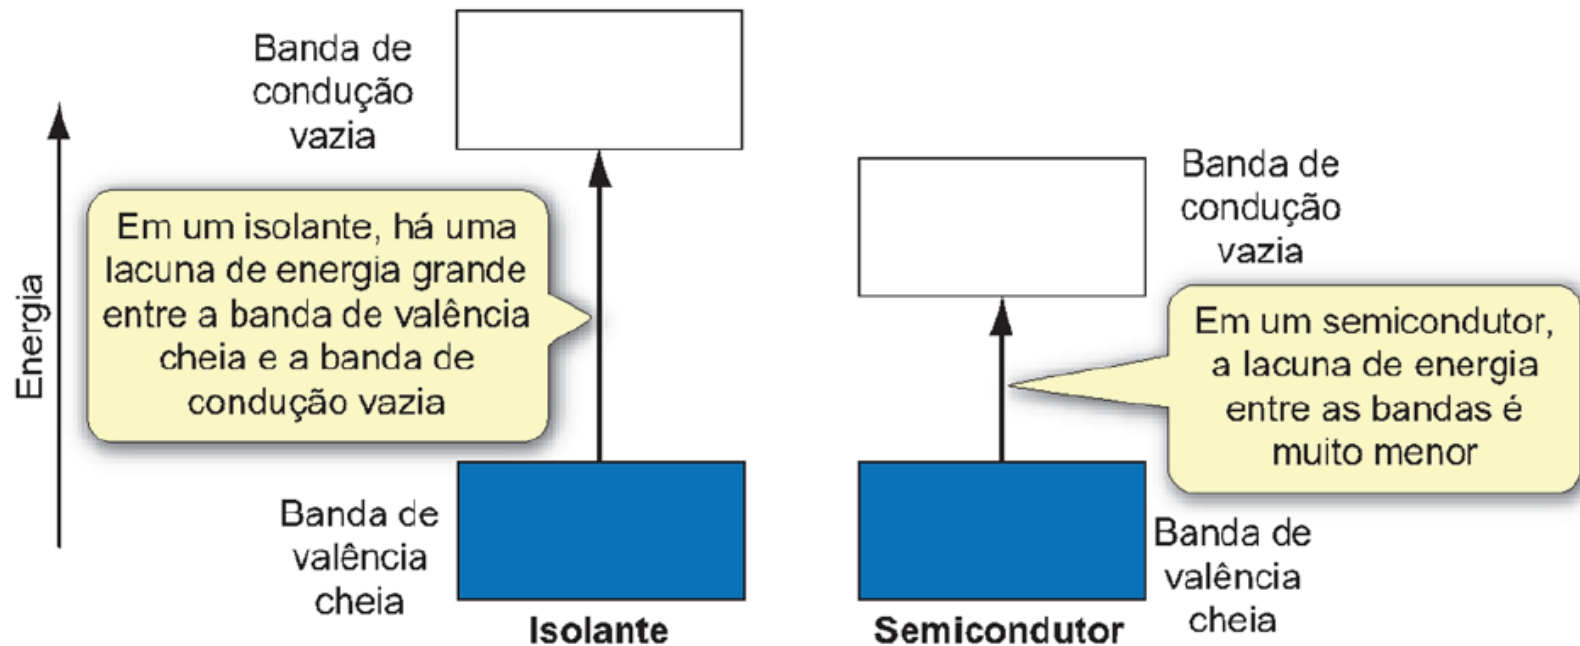 Banda de
condução
vazia
Energia
Em um isolante, há uma
lacuna de energia grande
entre a banda de valência
cheia e a banda de
condução vazia
Banda de
valência
cheia
Isolante
Banda de
condução
vazia
Em um semicondutor,
a lacuna de energia
entre as bandas é
muito menor
Banda de
valência
cheia
Semicondutor